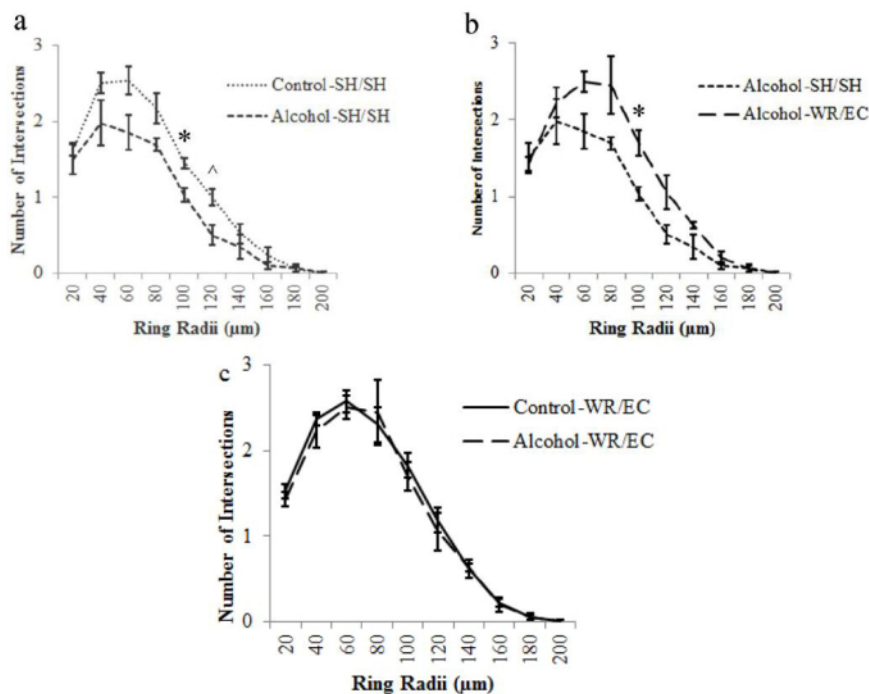 a
3
2
1
0
Number of Intersections
*
^
Control-SH/SH
Alcohol-SH/SH
20 40 60 80 100 120 140 160 180 200
Ring Radii (µm)
b
3
2
1
0
Number of Intersections
*
Alcohol-SH/SH
Alcohol-WR/EC
20 40 60 80 100 120 140 160 180 200
Ring Radii (µm)
c
3
2
1
0
Number of Intersections
Control-WR/EC
Alcohol-WR/EC
20 40 60 80 100 120 140 160 180 200
Ring Radii (µm)